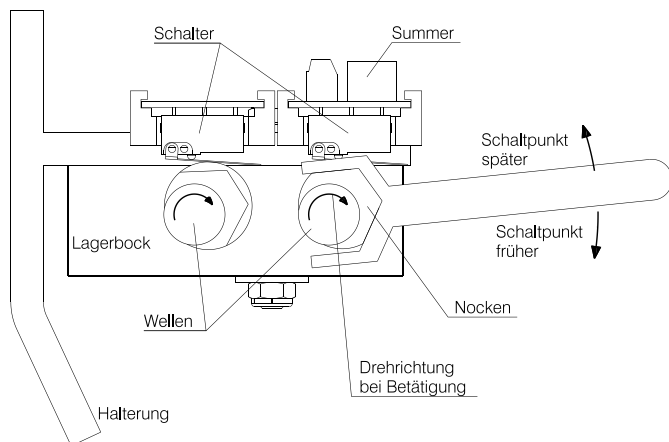 Schalter
Summer
Schaltpunkt
später
Schaltpunkt
früher
Lagerbock
Wellen
Nocken
Drehrichtung
bei Betätigung
Halterung